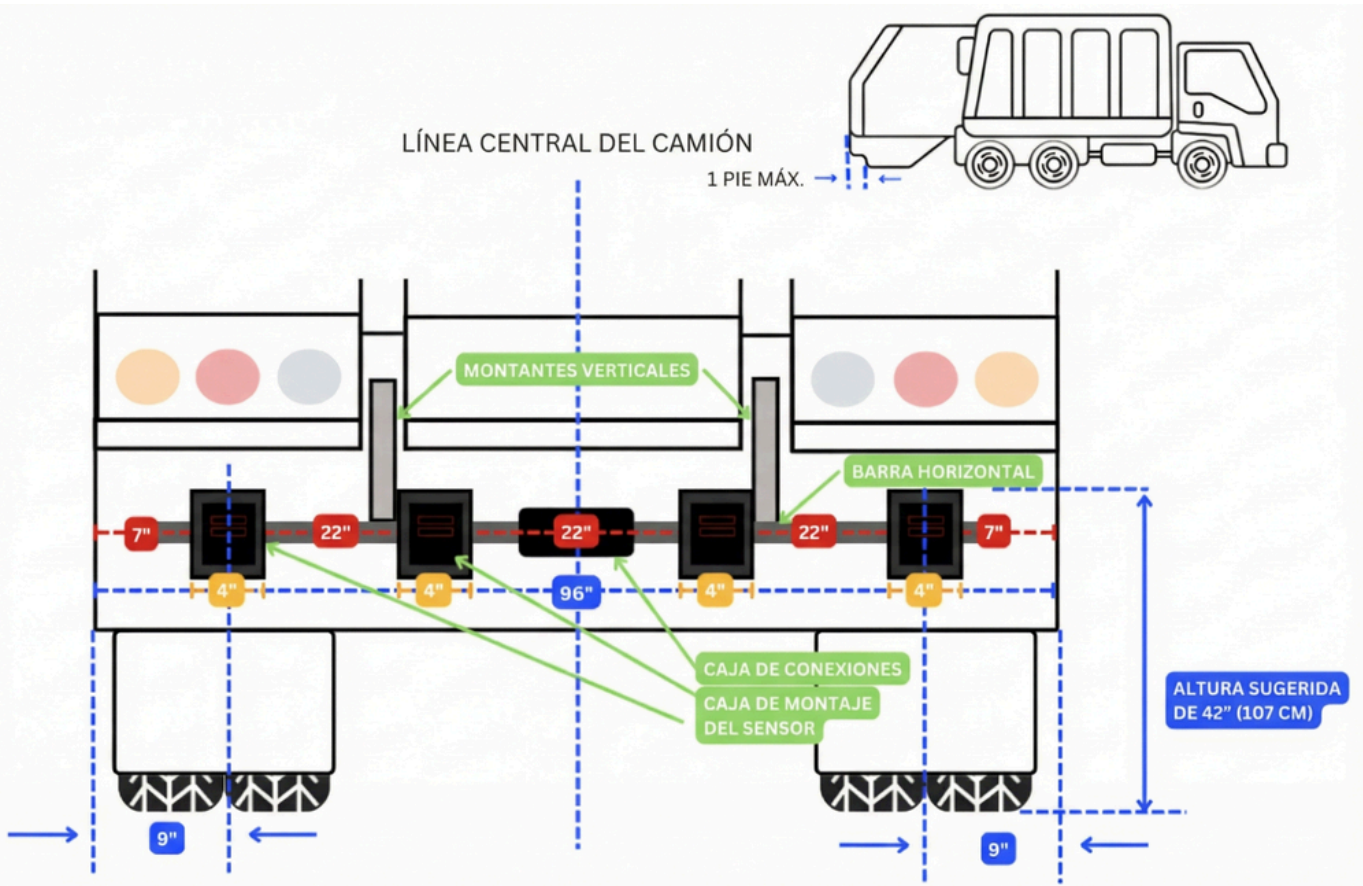 LÍNEA CENTRAL DEL CAMIÓN
1 PIE MÁX.
MONTANTES VERTICALES
BARRA HORIZONTAL
7"
22"
22"
22"
7"
4"
4"
96"
4"
4"
CAJA DE CONEXIONES
CAJA DE MONTAJE
DEL SENSOR
ALTURA SUGERIDA
DE 42” (107 CM)
9"
9"